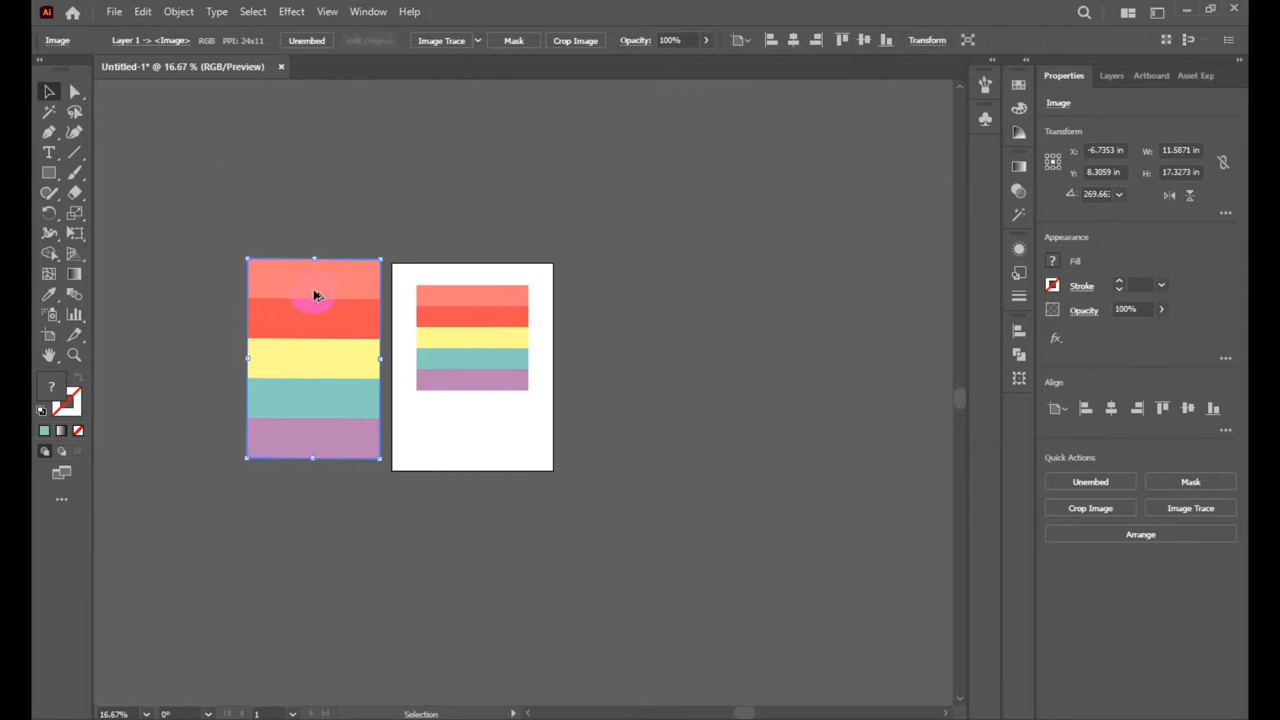 Ai File Edit Object Type Select Effect View Window Help
Image Layer 1 -> <Image> RGB PPI: 24x11 Unembed Image Trace Mask Crop Image Opacity: 100% Transform
Untitled-1* @ 16.67 % (RGB/Preview) ×
Properties Layers Artboard Asset Exp
Image
Transform
X: -6.7353 in W: 11.5871 in
Y: 8.3059 in H: 17.3273 in
269.663
Appearance
? Fill
Stroke
Opacity 100%
fx.
Align
?
Quick Actions
Unembed Mask
Crop Image Image Trace
Arrange
16.67% 0° 1 Selection